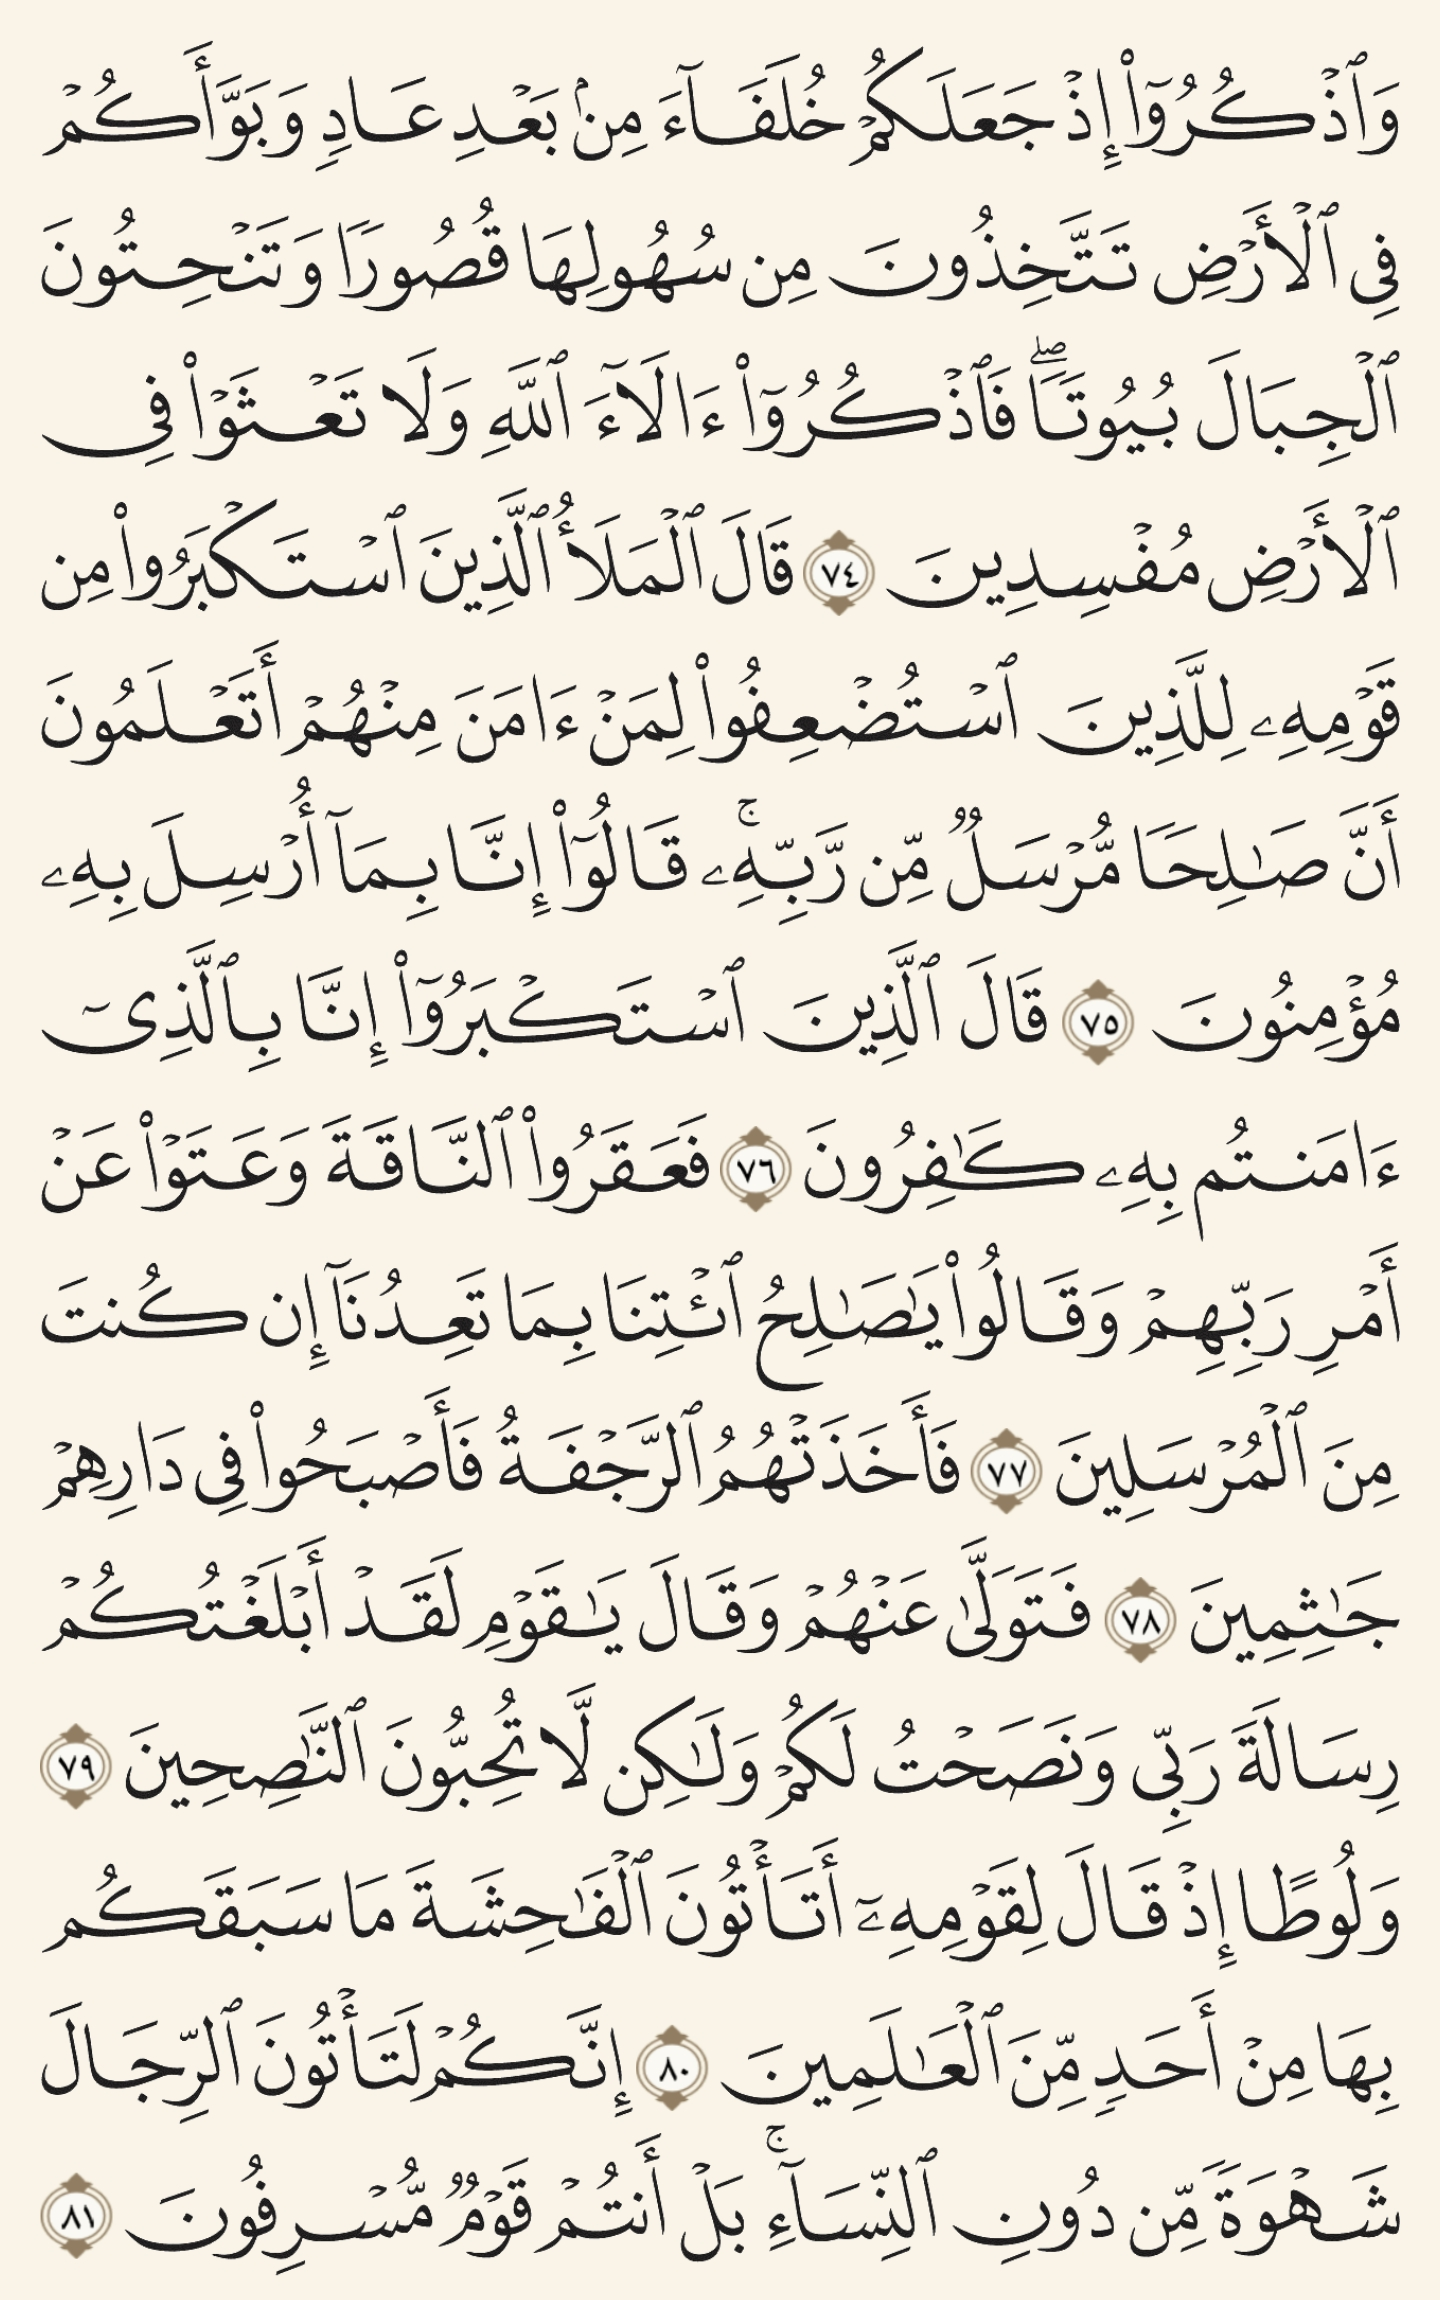 وَٱذۡكُرُوٓاْ إِذۡ جَعَلَكُمۡ خُلَفَآءَ مِنۢ بَعۡدِ عَادٖ وَبَوَّأَكُمۡ
فِي ٱلۡأَرۡضِ تَتَّخِذُونَ مِن سُهُولِهَا قُصُورٗا وَتَنۡحِتُونَ
ٱلۡجِبَالَ بُيُوتٗاۖ فَٱذۡكُرُوٓاْ ءَالَآءَ ٱللَّهِ وَلَا تَعۡثَوۡاْ فِي
ٱلۡأَرۡضِ مُفۡسِدِينَ ٧٤ قَالَ ٱلۡمَلَأُ ٱلَّذِينَ ٱسۡتَكۡبَرُواْ مِن
قَوۡمِهِۦ لِلَّذِينَ ٱسۡتُضۡعِفُواْ لِمَنۡ ءَامَنَ مِنۡهُمۡ أَتَعۡلَمُونَ
أَنَّ صَٰلِحٗا مُّرۡسَلٞ مِّن رَّبِّهِۦۚ قَالُوٓاْ إِنَّا بِمَآ أُرۡسِلَ بِهِۦ
مُؤۡمِنُونَ ٧٥ قَالَ ٱلَّذِينَ ٱسۡتَكۡبَرُوٓاْ إِنَّا بِٱلَّذِيٓ
ءَامَنتُم بِهِۦ كَٰفِرُونَ ٧٦ فَعَقَرُواْ ٱلنَّاقَةَ وَعَتَوۡاْ عَنۡ
أَمۡرِ رَبِّهِمۡ وَقَالُواْ يَٰصَٰلِحُ ٱئۡتِنَا بِمَا تَعِدُنَآ إِن كُنتَ
مِنَ ٱلۡمُرۡسَلِينَ ٧٧ فَأَخَذَتۡهُمُ ٱلرَّجۡفَةُ فَأَصۡبَحُواْ فِي دَارِهِمۡ
جَٰثِمِينَ ٧٨ فَتَوَلَّىٰ عَنۡهُمۡ وَقَالَ يَٰقَوۡمِ لَقَدۡ أَبۡلَغۡتُكُمۡ
رِسَالَةَ رَبِّي وَنَصَحۡتُ لَكُمۡ وَلَٰكِن لَّا تُحِبُّونَ ٱلنَّٰصِحِينَ ٧٩
وَلُوطًا إِذۡ قَالَ لِقَوۡمِهِۦٓ أَتَأۡتُونَ ٱلۡفَٰحِشَةَ مَا سَبَقَكُم
بِهَا مِنۡ أَحَدٖ مِّنَ ٱلۡعَٰلَمِينَ ٨٠ إِنَّكُمۡ لَتَأۡتُونَ ٱلرِّجَالَ
شَهۡوَةٗ مِّن دُونِ ٱلنِّسَآءِۚ بَلۡ أَنتُمۡ قَوۡمٞ مُّسۡرِفُونَ ٨١